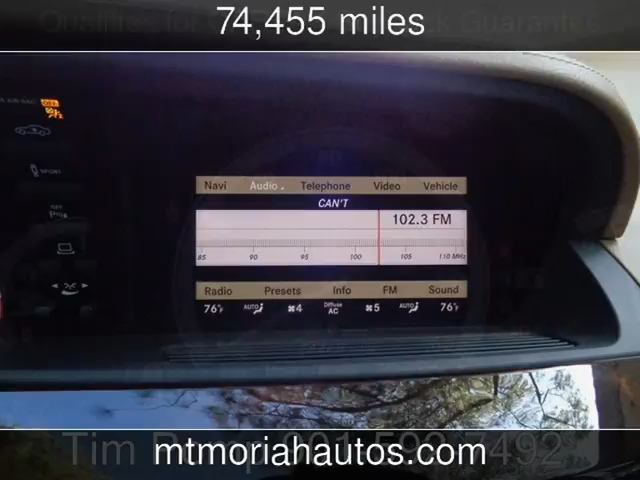 74,455 miles
OFF
SPORT
Navi Audio Telephone Video Vehicle
CAN'T
102.3 FM
85 90 95 100 105 110 MHz
Radio Presets Info FM Sound
76°F AUTO 4 Diffuse AC 5 AUTO 76°F
mtmoriahautos.com